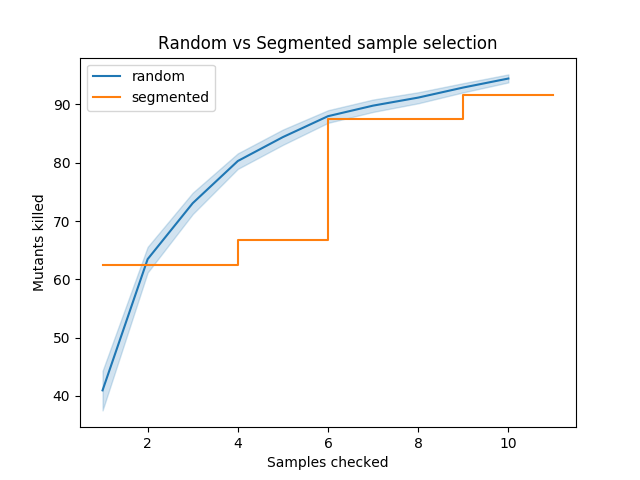 Random vs Segmented sample selection
random
segmented
Mutants killed
90
80
70
60
50
40
2 4 6 8 10
Samples checked